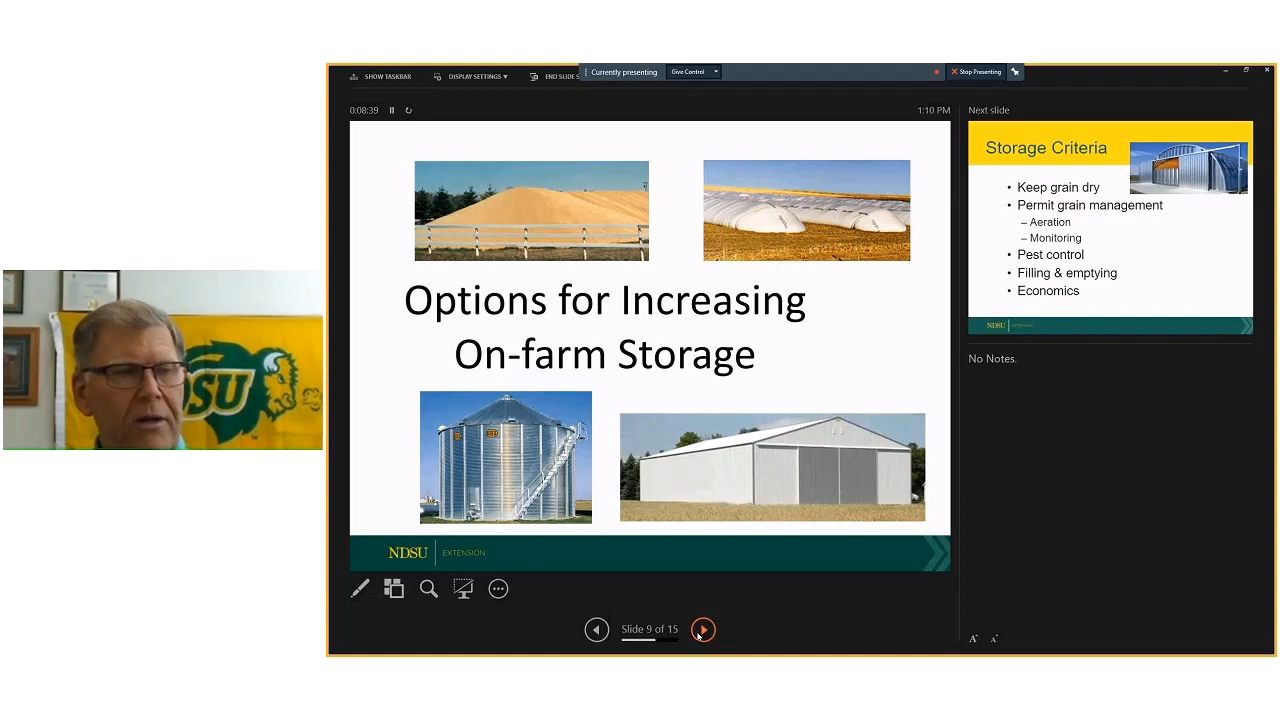 SHOW TASKBAR
DISPLAY SETTINGS ▼
END SLIDE S
Currently presenting
Give Control
Stop Presenting
0:08:39
1:10 PM
Next slide
Options for Increasing
On-farm Storage
NDSU
EXTENSION
Storage Criteria
• Keep grain dry
• Permit grain management
– Aeration
– Monitoring
• Pest control
• Filling & emptying
• Economics
NDSU
EXTENSION
No Notes.
Slide 9 of 15
A
A
DSU